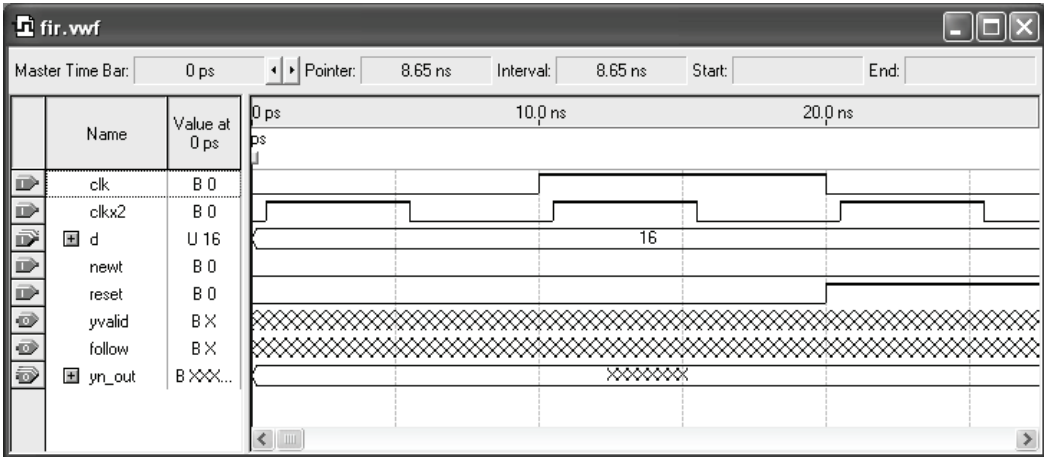 fir.vwf
Master Time Bar: 0 ps Pointer: 8.65 ns Interval: 8.65 ns Start: End:
Name Value at 0 ps 0 ps 10.0 ns 20.0 ns
ps
clk B 0
clkx2 B 0
d U 16 16
newt B 0
reset B 0
yvalid B X
follow B X
yn_out B XXX... XXXXXXXX